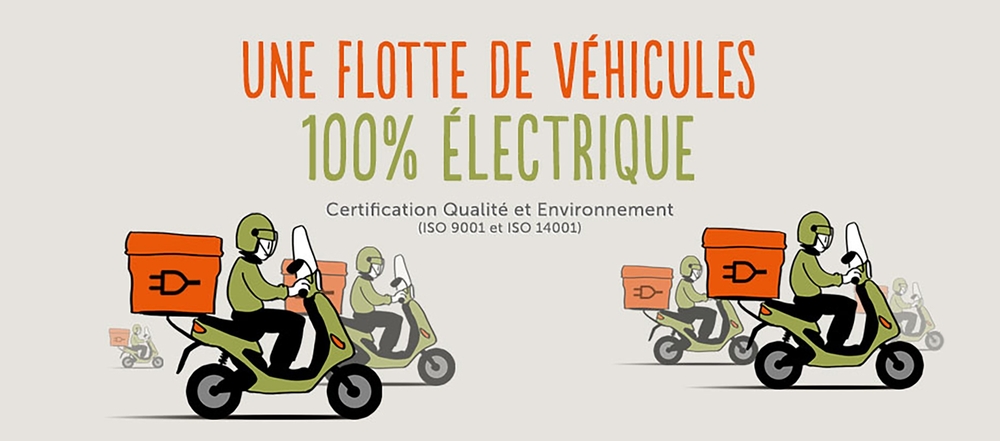 UNE FLOTTE DE VÉHICULES
100% ÉLECTRIQUE
Certification Qualité et Environnement
(ISO 9001 et ISO 14001)